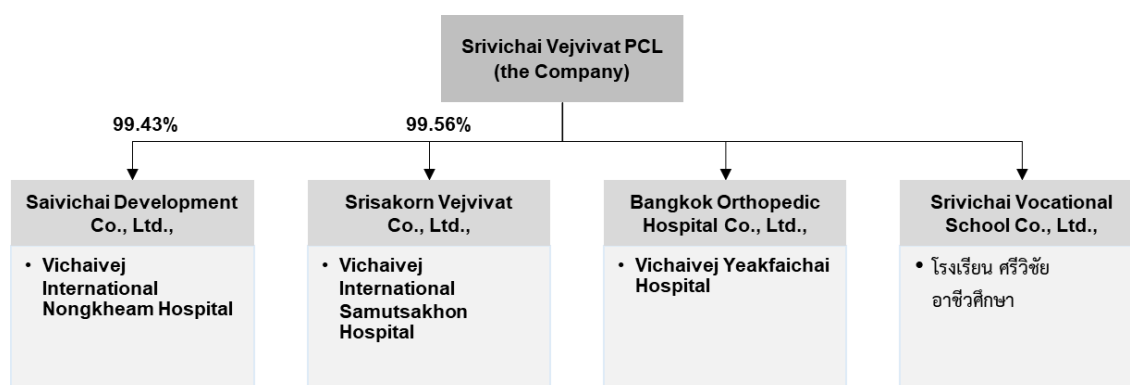 Srivichai Vejvivat PCL
(the Company)
99.43%
99.56%
Saivichai Development
Co., Ltd.,
Srisakorn Vejvivat
Co., Ltd.,
Bangkok Orthopedic
Hospital Co., Ltd.,
Srivichai Vocational
School Co., Ltd.,
• Vichaivej
International
Nongkheam Hospital
• Vichaivej
International
Samutsakhon
Hospital
• Vichaivej Yeakfaichai
Hospital
• โรงเรียน ศรีวิชัย
อาชีวศึกษา